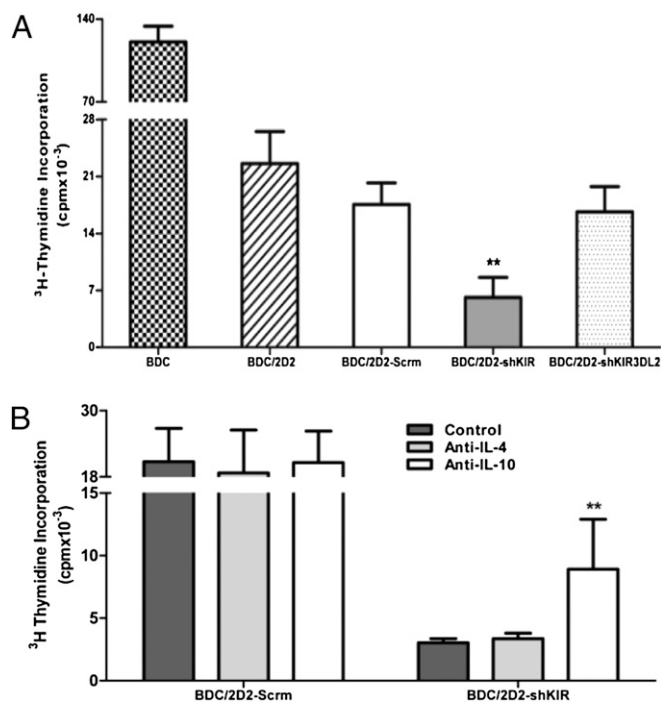 A
³H-Thymidine Incorporation
(cpmx10⁻³)
140
70
28
21
14
7
0
**
BDC
BDC/2D2
BDC/2D2-Scrm
BDC/2D2-shKIR
BDC/2D2-shKIR3DL2
B
³H Thymidine Incorporation
(cpmx10⁻³)
30
18
15
10
5
0
Control
Anti-IL-4
Anti-IL-10
**
BDC/2D2-Scrm
BDC/2D2-shKIR